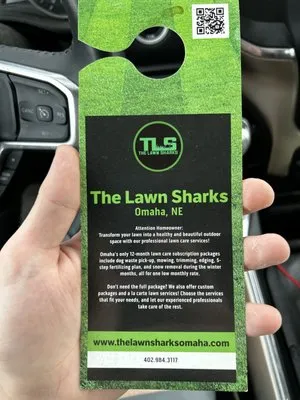 TLS
THE LAWN SHARKS
The Lawn Sharks
Omaha, NE
Attention Homeowner:
Transform your lawn into a healthy and beautiful outdoor
space with our professional lawn care services!
Omaha's only 12-month lawn care subscription packages
include dog waste pick-up, mowing, trimming, edging, 5-
step fertilizing plan, and snow removal during the winter
months, all for one low monthly rate.
Don't need the full package? We also offer custom
packages and a la carte lawn services! Choose the services
that fit your needs, and let our experienced professionals
take care of the rest.
www.thelawnsharksomaha.com
402.984.3117